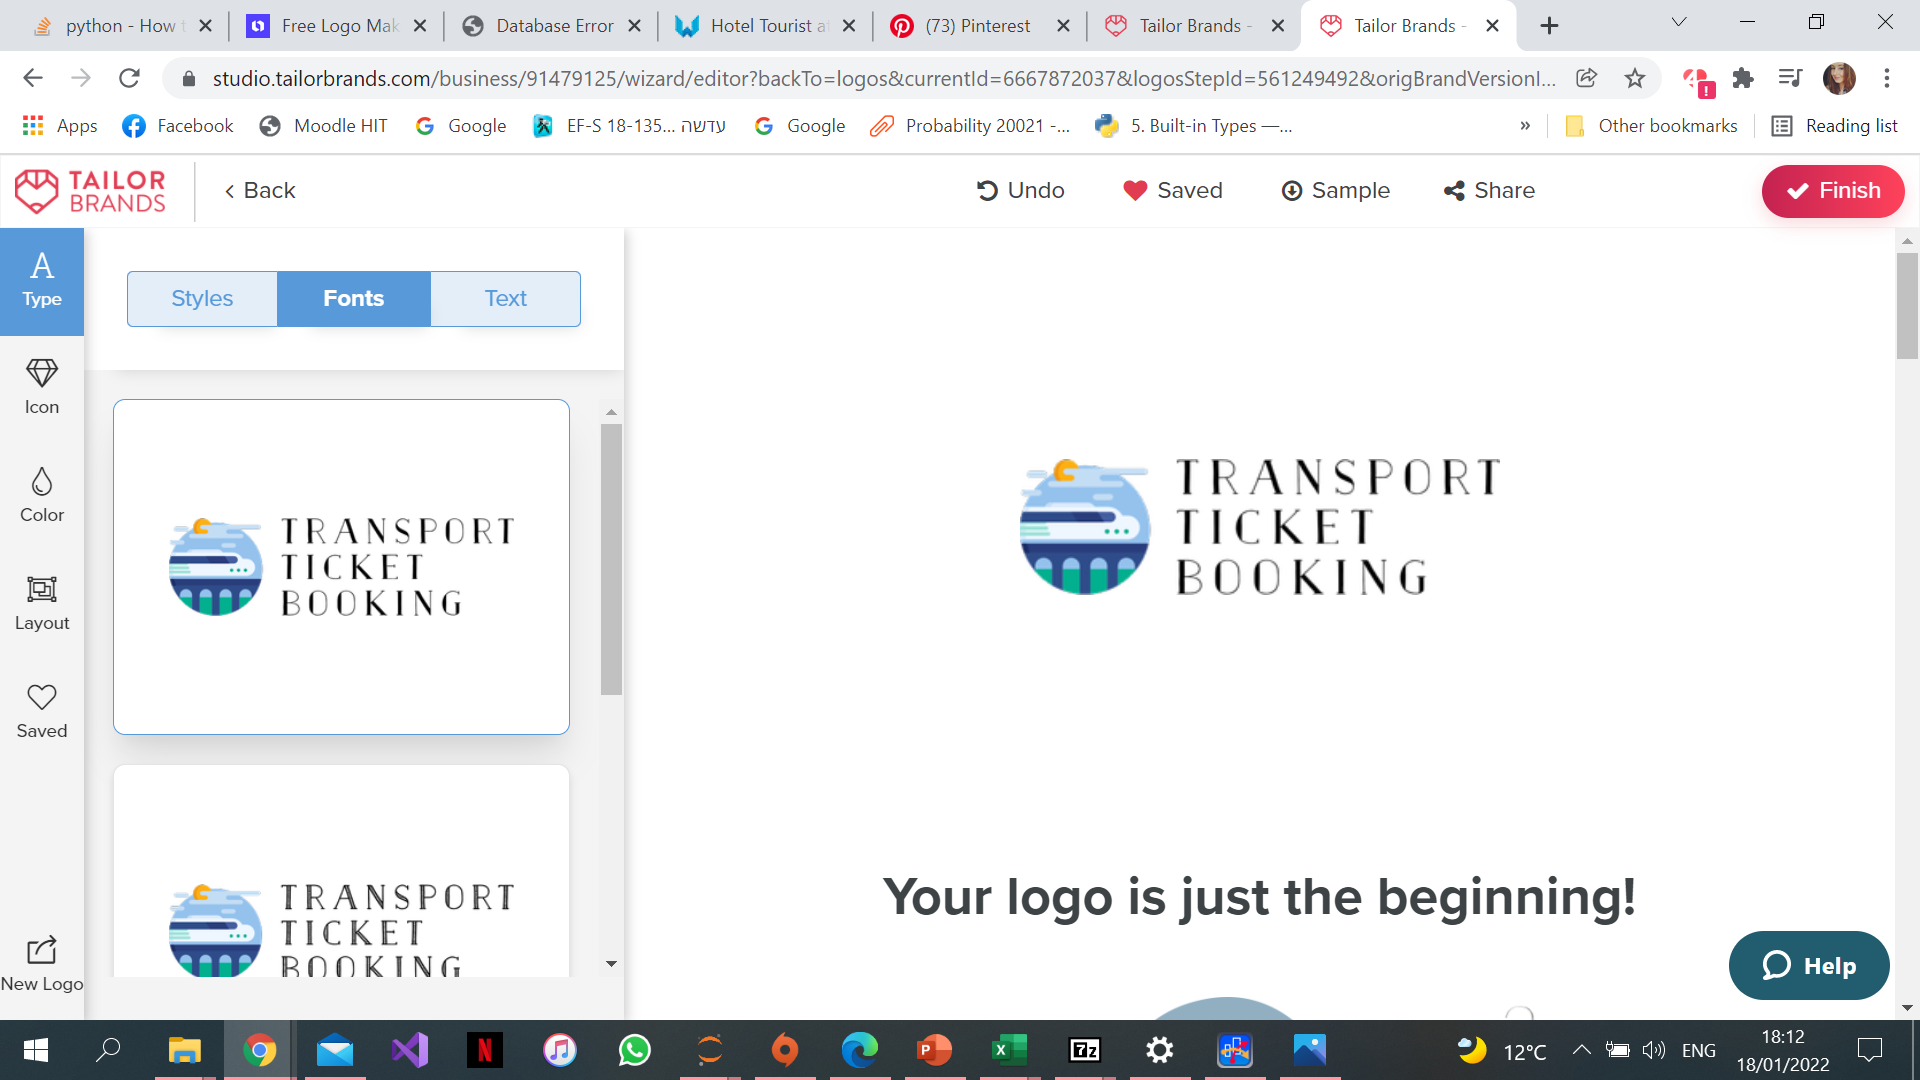 python - How t
Free Logo Mak
Database Error
Hotel Tourist at
(73) Pinterest
Tailor Brands -
Tailor Brands -
studio.tailorbrands.com/business/91479125/wizard/editor?backTo=logos&currentId=6667872037&logosStepId=561249492&origBrandVersionI...
Apps
Facebook
Moodle HIT
Google
EF-S 18-135... עדשה
Google
Probability 20021 -...
5. Built-in Types —...
»
Other bookmarks
Reading list
TAILOR
BRANDS
Back
Undo
Saved
Sample
Share
Finish
A
Type
Icon
Color
Layout
Saved
New Logo
Styles
Fonts
Text
TRANSPORT
TICKET
BOOKING
TRANSPORT
TICKET
BOOKING
TRANSPORT
TICKET
BOOKING
Your logo is just the beginning!
Help
N
P
X
7z
12°C
ENG
18:12
18/01/2022